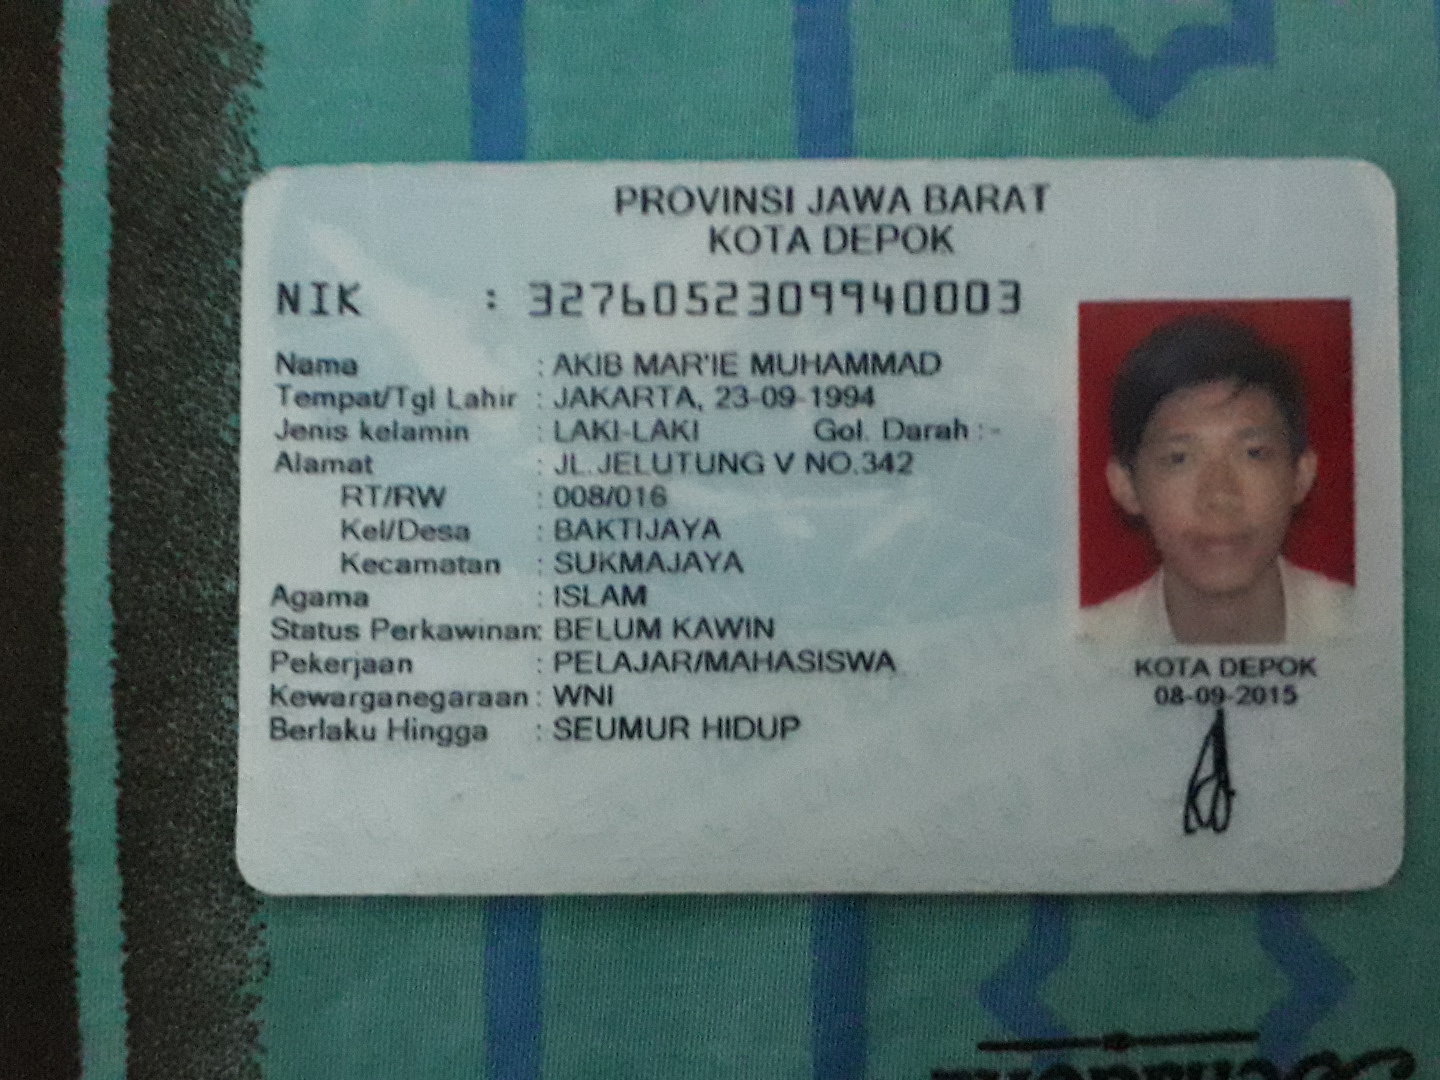 PROVINSI JAWA BARAT
KOTA DEPOK
NIK : 3276052309940003
Nama : AKIB MAR'IE MUHAMMAD
Tempat/Tgl Lahir : JAKARTA, 23-09-1994
Jenis kelamin : LAKI-LAKI Gol. Darah : -
Alamat : JL.JELUTUNG V NO.342
RT/RW : 008/016
Kel/Desa : BAKTIJAYA
Kecamatan : SUKMAJAYA
Agama : ISLAM
Status Perkawinan: BELUM KAWIN
Pekerjaan : PELAJAR/MAHASISWA
Kewarganegaraan : WNI
Berlaku Hingga : SEUMUR HIDUP
KOTA DEPOK
08-09-2015